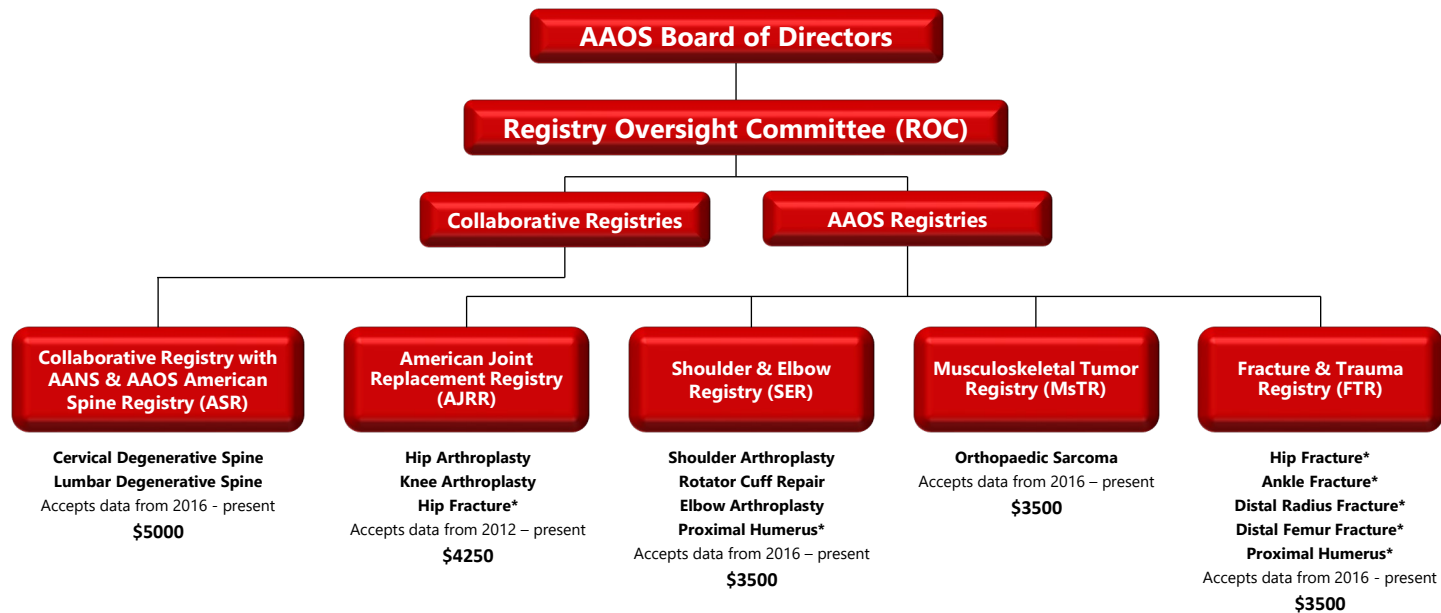 AAOS Board of Directors
Registry Oversight Committee (ROC)
Collaborative Registries
AAOS Registries
Collaborative Registry with
AANS & AAOS American
Spine Registry (ASR)
Cervical Degenerative Spine
Lumbar Degenerative Spine
Accepts data from 2016 - present
$5000
American Joint
Replacement Registry
(AJRR)
Hip Arthroplasty
Knee Arthroplasty
Hip Fracture*
Accepts data from 2012 – present
$4250
Shoulder & Elbow
Registry (SER)
Shoulder Arthroplasty
Rotator Cuff Repair
Elbow Arthroplasty
Proximal Humerus*
Accepts data from 2016 – present
$3500
Musculoskeletal Tumor
Registry (MsTR)
Orthopaedic Sarcoma
Accepts data from 2016 – present
$3500
Fracture & Trauma
Registry (FTR)
Hip Fracture*
Ankle Fracture*
Distal Radius Fracture*
Distal Femur Fracture*
Proximal Humerus*
Accepts data from 2016 - present
$3500